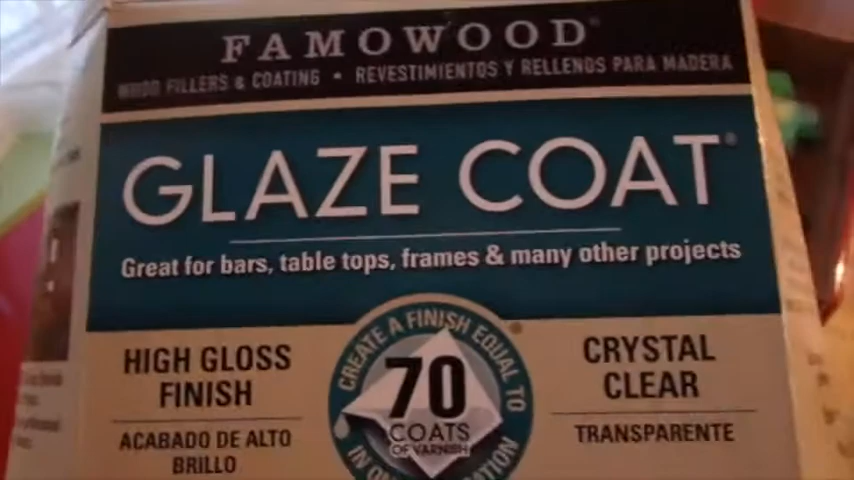 FAMOWOOD®
WOOD FILLERS & COATING • REVESTIMIENTOS Y RELLENOS PARA MADERA
GLAZE COAT®
Great for bars, table tops, frames & many other projects
HIGH GLOSS
FINISH
ACABADO DE ALTO
BRILLO
CREATE A FINISH EQUAL TO
70
COATS
OF VARNISH
CRYSTAL
CLEAR
TRANSPARENTE